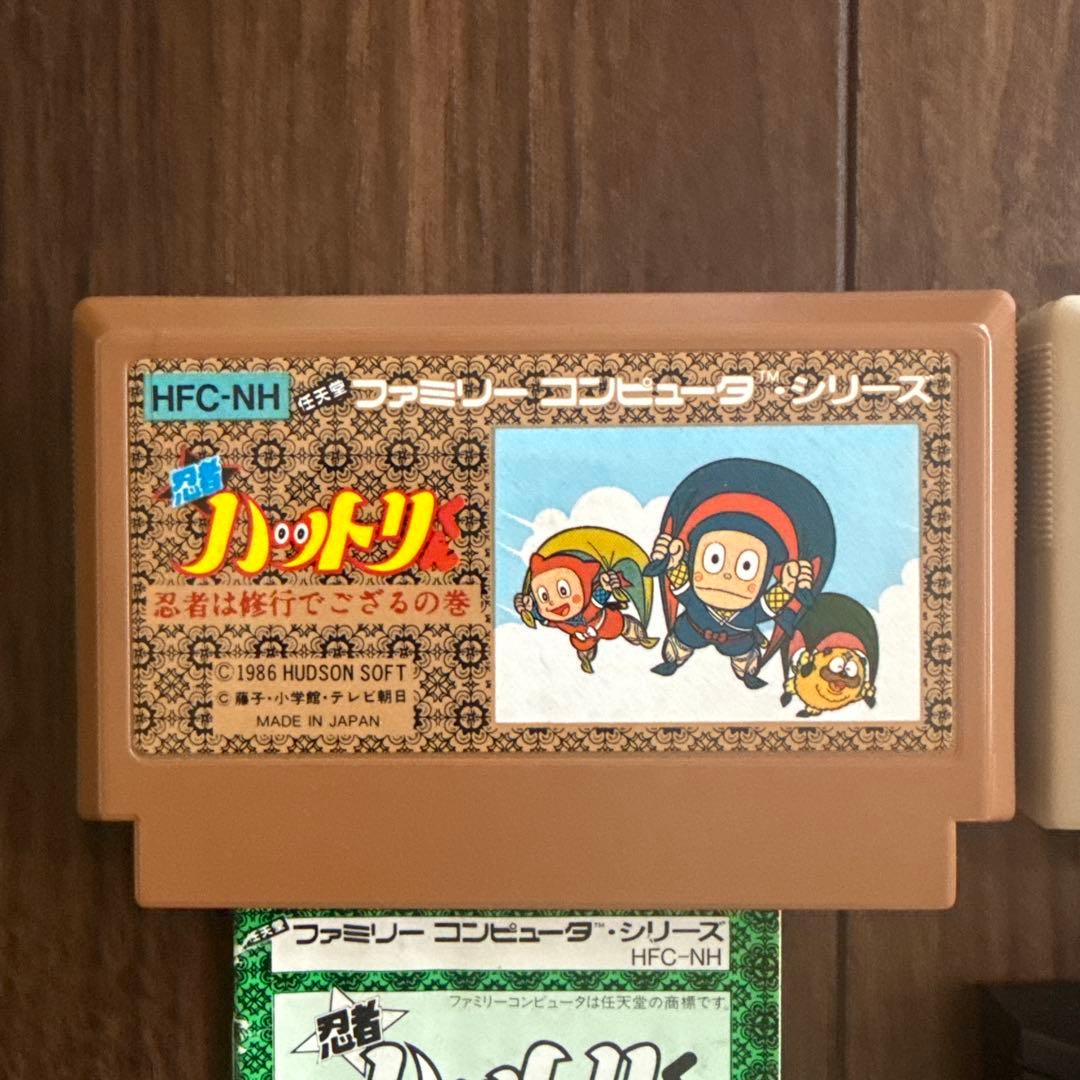 HFC-NH
任天堂 ファミリー コンピュータ™・シリーズ
忍者
ハットリくん
忍者は修行でござるの巻
©1986 HUDSON SOFT
©藤子・小学館・テレビ朝日
MADE IN JAPAN
任天堂 ファミリー コンピュータ™・シリーズ
HFC-NH
ファミリーコンピュータは任天堂の商標です。
忍者
ハットリく